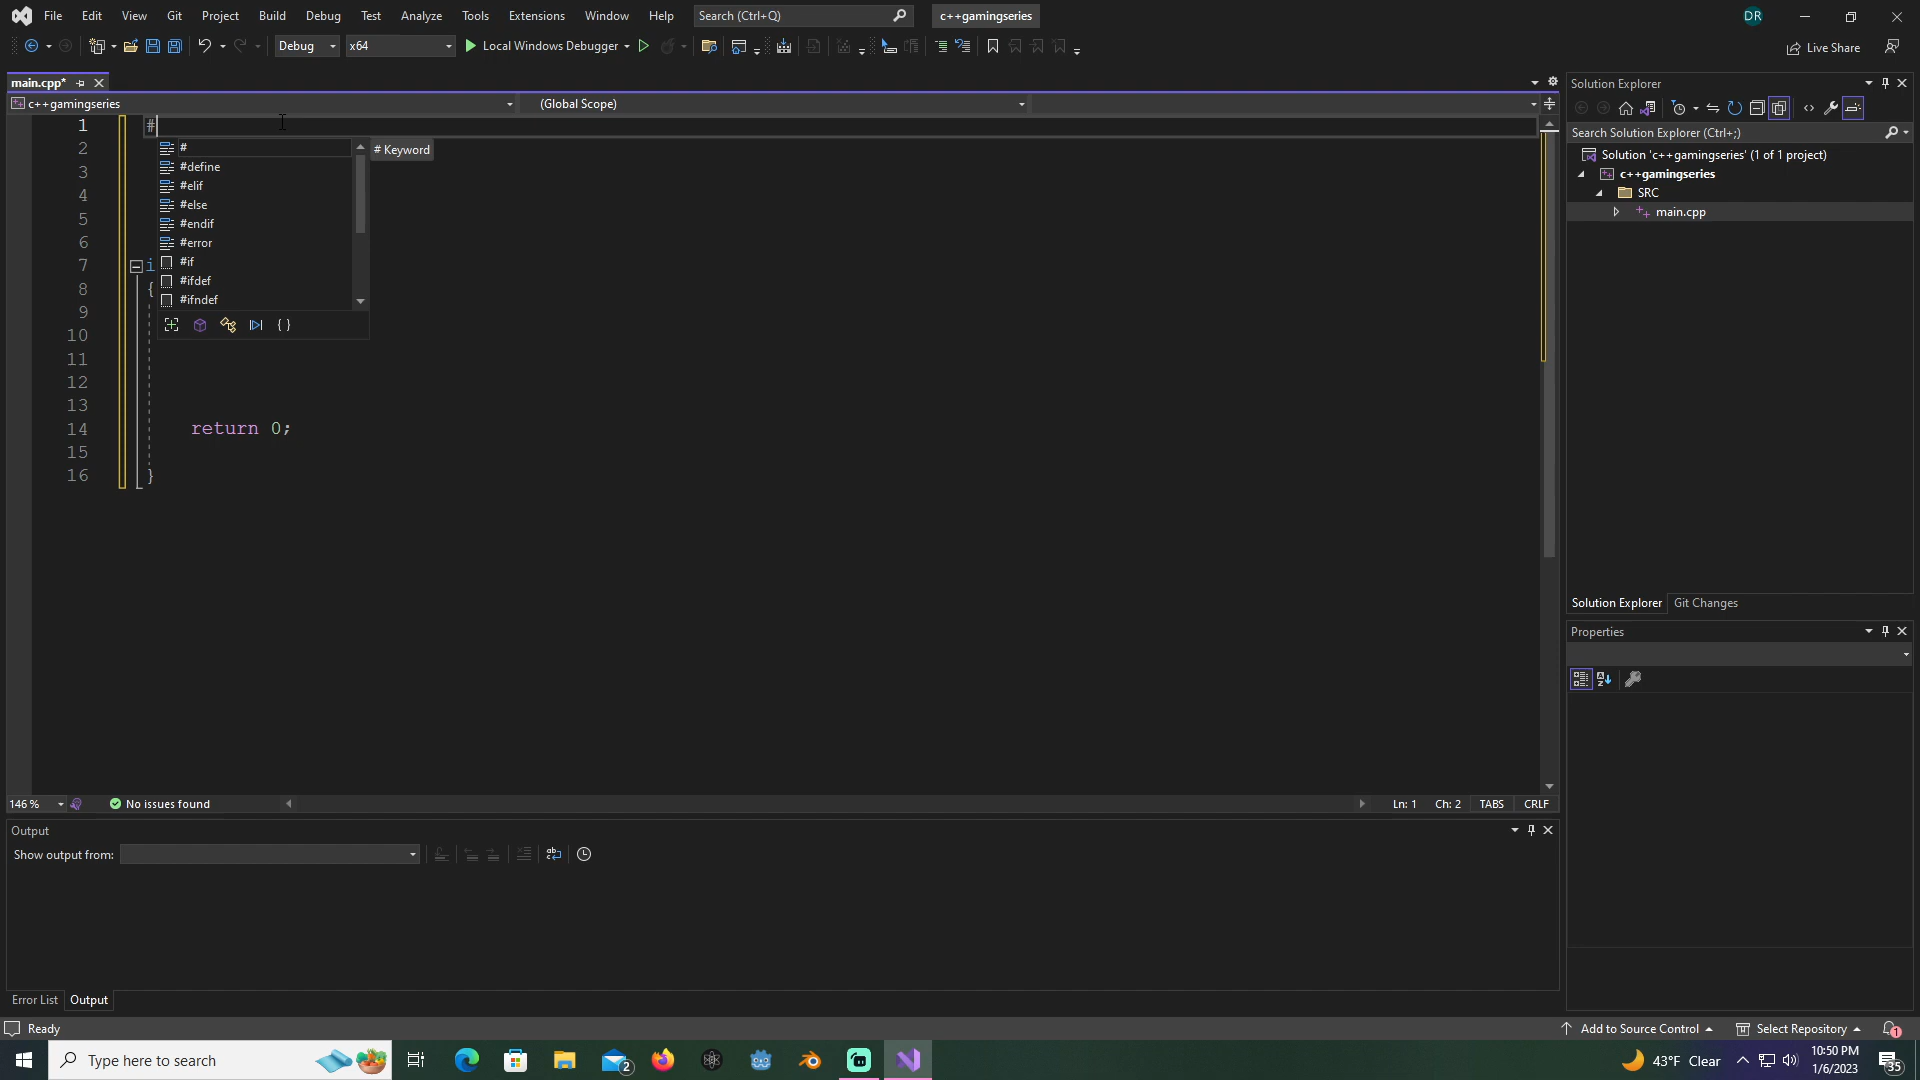 File Edit View Git Project Build Debug Test Analyze Tools Extensions Window Help Search (Ctrl+Q) c++gamingseries DR
Debug x64 Local Windows Debugger Live Share
main.cpp*
c++gamingseries (Global Scope)
1 #
2 # # Keyword
3 #define
4 #elif
#else
5 #endif
6 #error
7 i #if
8 { #ifdef
9 #ifndef
10 { }
11
12
13
14 return 0;
15
16 }
146 % No issues found Ln: 1 Ch: 2 TABS CRLF
Output
Show output from:
Error List Output
Solution Explorer
Search Solution Explorer (Ctrl+;)
Solution 'c++gamingseries' (1 of 1 project)
c++gamingseries
SRC
main.cpp
Solution Explorer Git Changes
Properties
Ready Add to Source Control Select Repository 1
Type here to search 2 43°F Clear 10:50 PM
1/6/2023 35